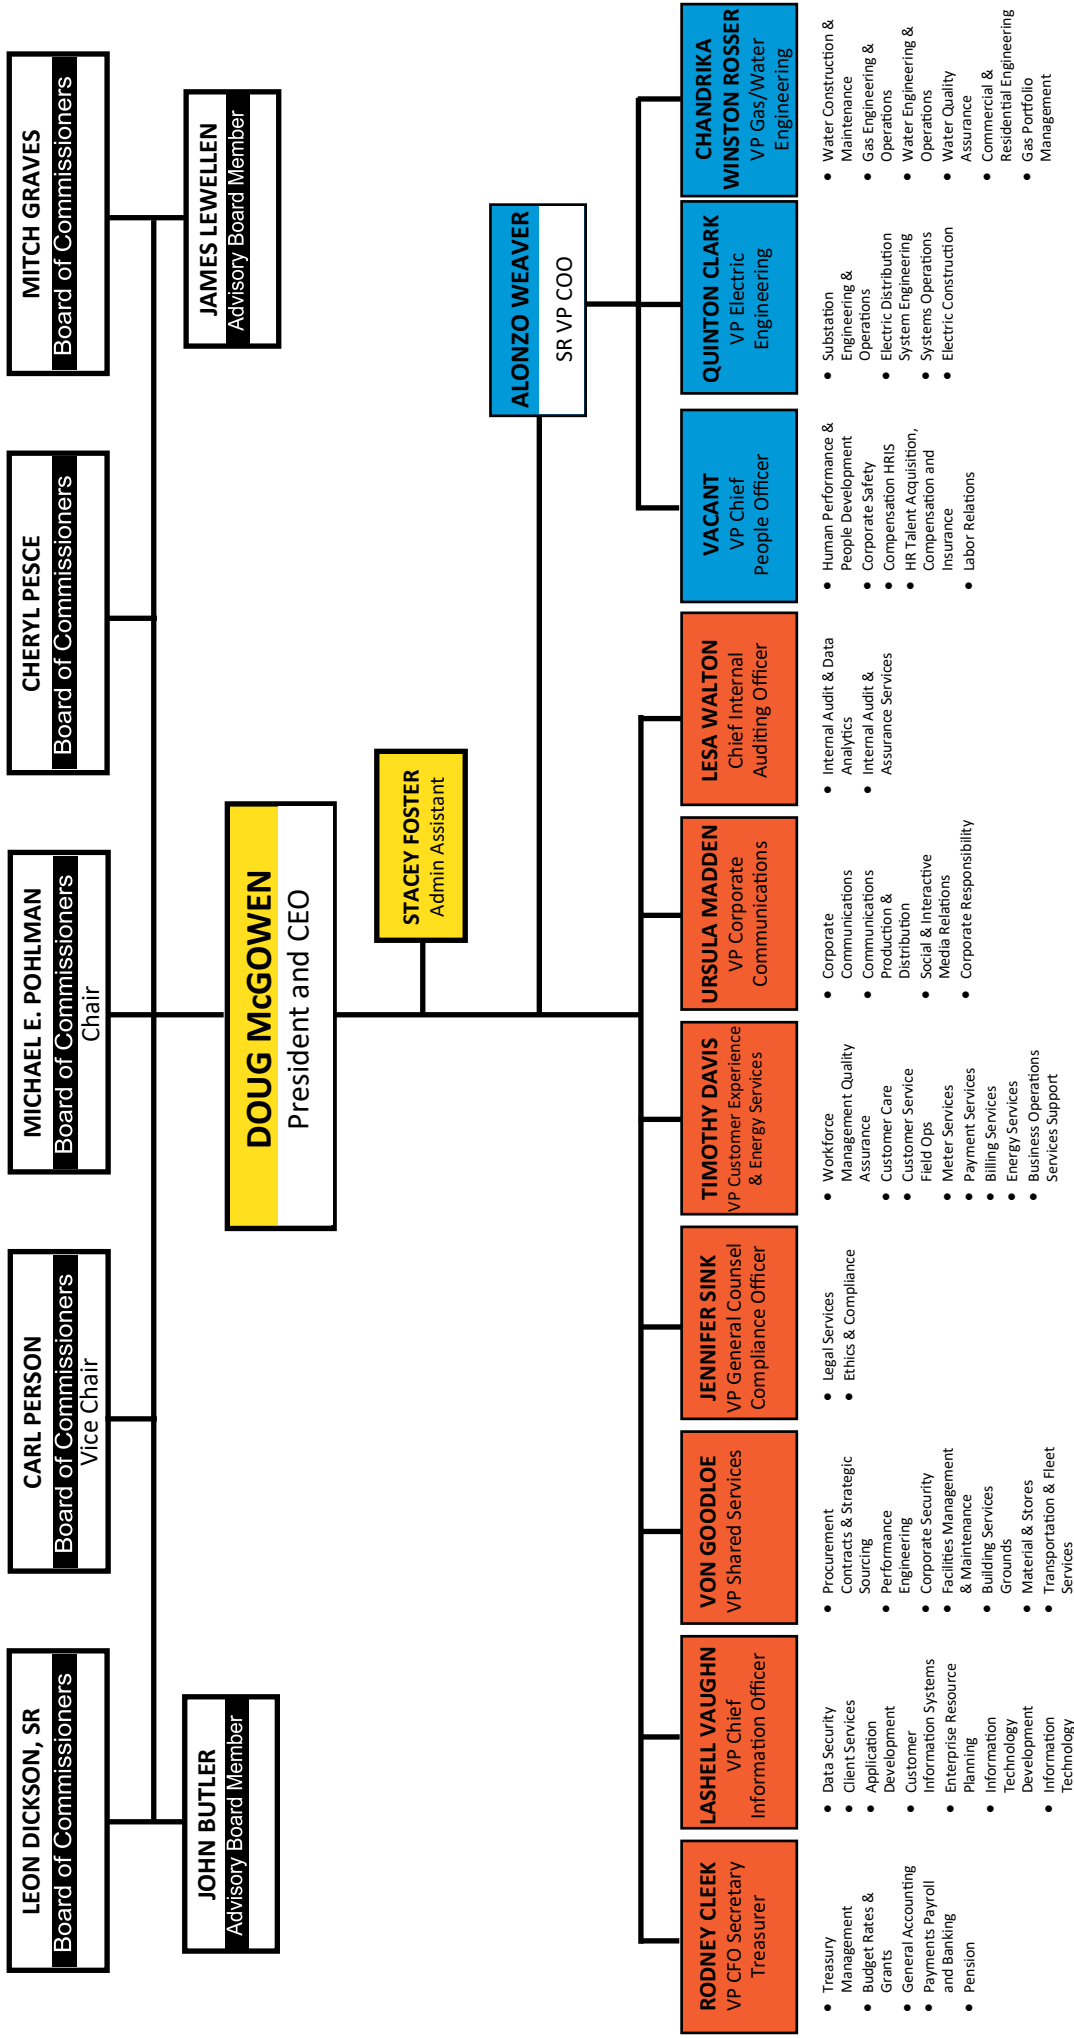 LEON DICKSON, SR
Board of Commissioners
CARL PERSON
Board of Commissioners
Vice Chair
MICHAEL E. POHLMAN
Board of Commissioners
Chair
CHERYL PESCE
Board of Commissioners
MITCH GRAVES
Board of Commissioners
JOHN BUTLER
Advisory Board Member
JAMES LEWELLEN
Advisory Board Member
DOUG McGOWEN
President and CEO
STACEY FOSTER
Admin Assistant
ALONZO WEAVER
SR VP COO
RODNEY CLEEK
VP CFO Secretary
Treasurer
• Treasury
Management
• Budget Rates &
Grants
• General Accounting
• Payments Payroll
and Banking
• Pension
LASHELL VAUGHN
VP Chief
Information Officer
• Data Security
• Client Services
• Application
Development
• Customer
Information Systems
• Enterprise Resource
Planning
• Information
Technology
Development
• Information
Technology
VON GOODLOE
VP Shared Services
• Procurement
Contracts & Strategic
Sourcing
• Performance
Engineering
• Corporate Security
• Facilities Management
& Maintenance
• Building Services
Grounds
• Material & Stores
• Transportation & Fleet
Services
JENNIFER SINK
VP General Counsel
Compliance Officer
• Legal Services
• Ethics & Compliance
TIMOTHY DAVIS
VP Customer Experience
& Energy Services
• Workforce
Management Quality
Assurance
• Customer Care
• Customer Service
Field Ops
• Meter Services
• Payment Services
• Billing Services
• Energy Services
• Business Operations
Services Support
URSULA MADDEN
VP Corporate
Communications
• Corporate
Communications
• Communications
Production &
Distribution
• Social & Interactive
Media Relations
• Corporate Responsibility
LESA WALTON
Chief Internal
Auditing Officer
• Internal Audit & Data
Analytics
• Internal Audit &
Assurance Services
VACANT
VP Chief
People Officer
• Human Performance &
People Development
• Corporate Safety
• Compensation HRIS
• HR Talent Acquisition,
Compensation and
Insurance
• Labor Relations
QUINTON CLARK
VP Electric
Engineering
• Substation
Engineering &
Operations
• Electric Distribution
System Engineering
• Systems Operations
• Electric Construction
CHANDRIKA
WINSTON ROSSER
VP Gas/Water
Engineering
• Water Construction &
Maintenance
• Gas Engineering &
Operations
• Water Engineering &
Operations
• Water Quality
Assurance
• Commercial &
Residential Engineering
• Gas Portfolio
Management